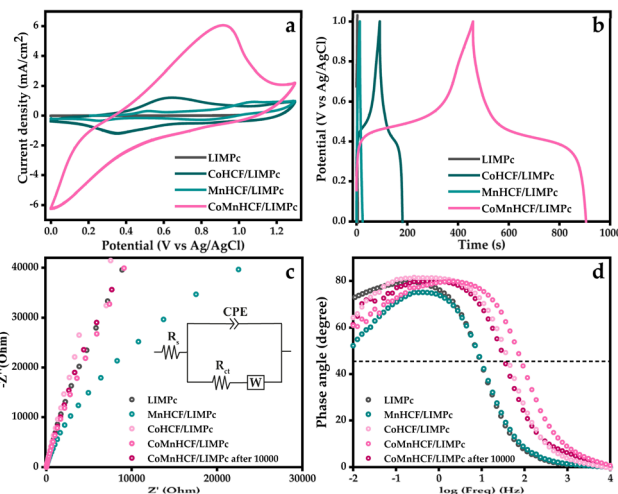 a
6
4
2
0
-2
-4
-6
Current density (mA/cm²)
LIMPc
CoHCF/LIMPc
MnHCF/LIMPc
CoMnHCF/LIMPc
0.0 0.2 0.4 0.6 0.8 1.0 1.2
Potential (V vs Ag/AgCl)
b
1.0
0.8
0.6
0.4
0.2
0.0
Potential (V vs Ag/AgCl)
LIMPc
CoHCF/LIMPc
MnHCF/LIMPc
CoMnHCF/LIMPc
0 200 400 600 800 1000
Time (s)
c
40000
30000
20000
10000
0
-Z''(Ohm)
CPE
Rs
Rct
W
LIMPc
MnHCF/LIMPc
CoHCF/LIMPc
CoMnHCF/LIMPc
CoMnHCF/LIMPc after 10000
0 10000 20000 30000
Z' (Ohm)
d
80
60
40
20
0
Phase angle (degree)
LIMPc
MnHCF/LIMPc
CoHCF/LIMPc
CoMnHCF/LIMPc
CoMnHCF/LIMPc after 10000
-2 -1 0 1 2 3 4
log (Freq) (Hz)